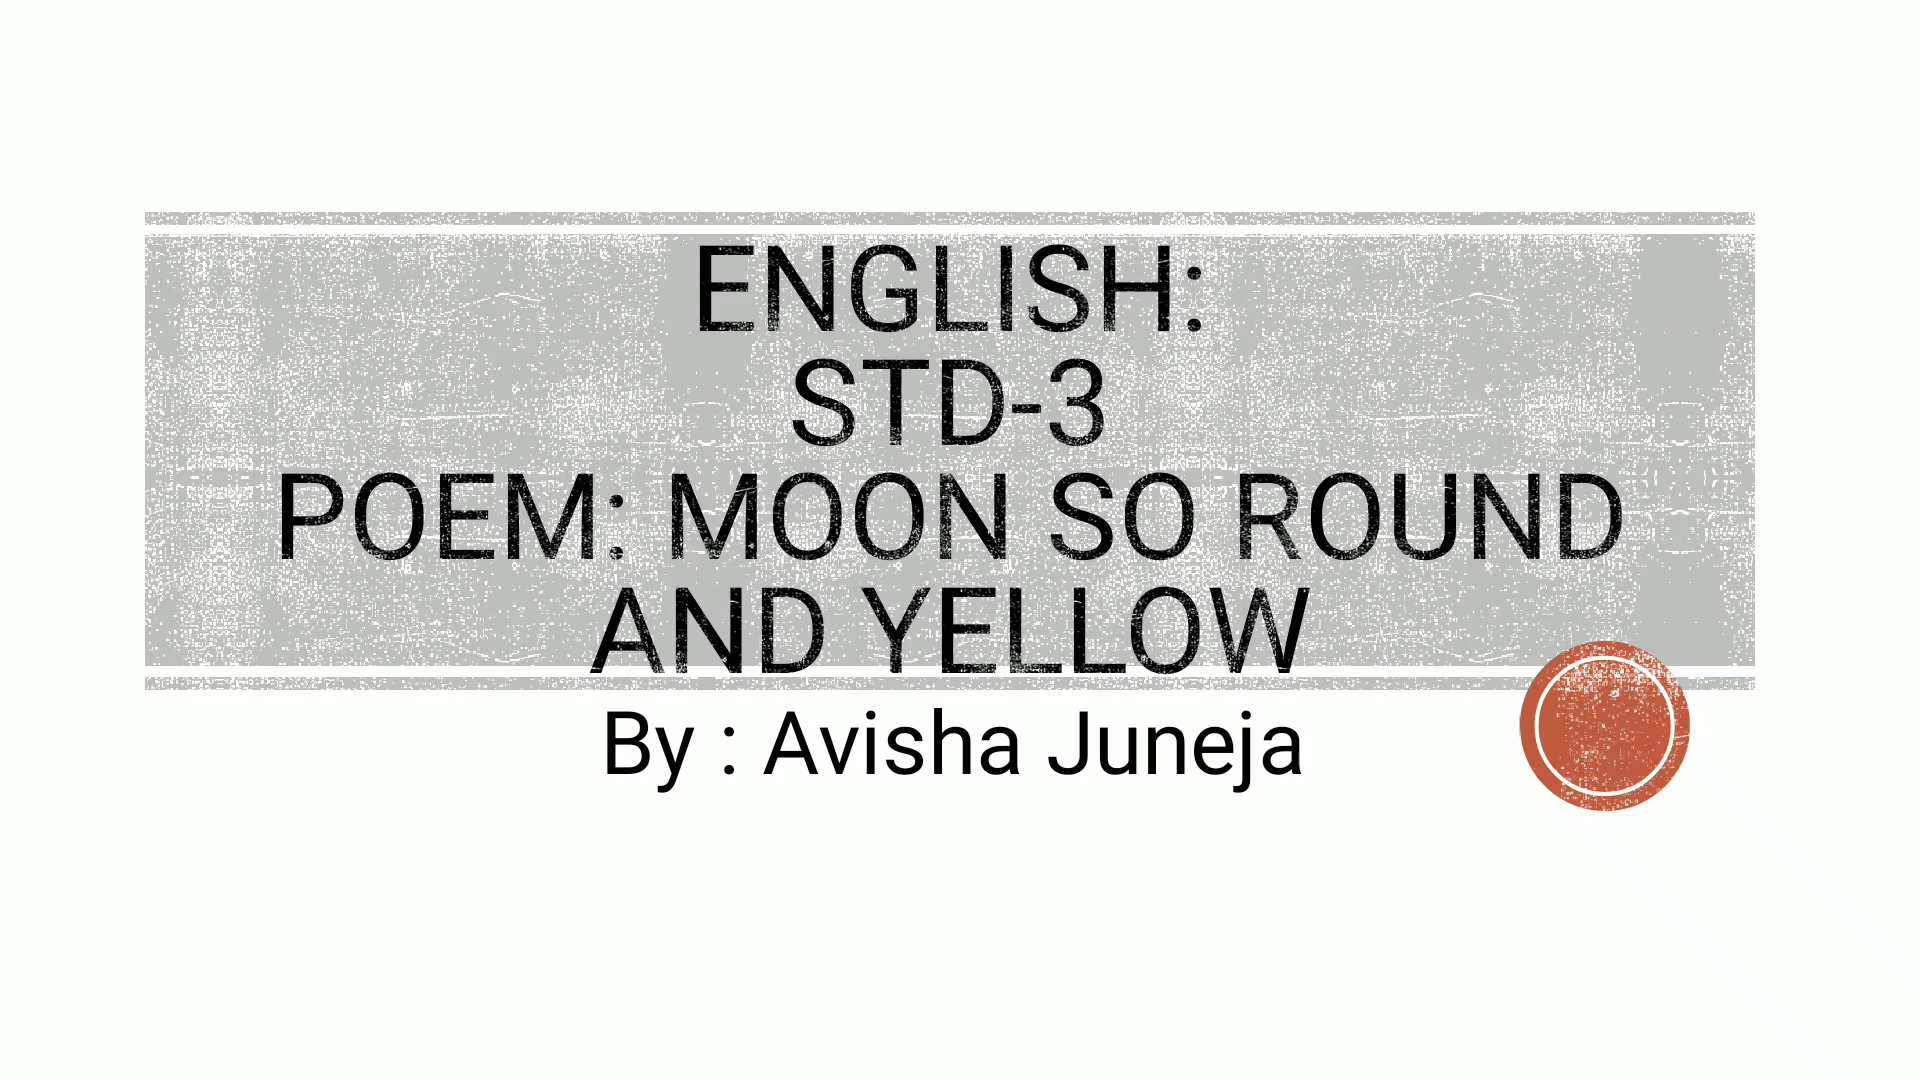 ENGLISH:
STD-3
POEM: MOON SO ROUND
AND YELLOW
By : Avisha Juneja